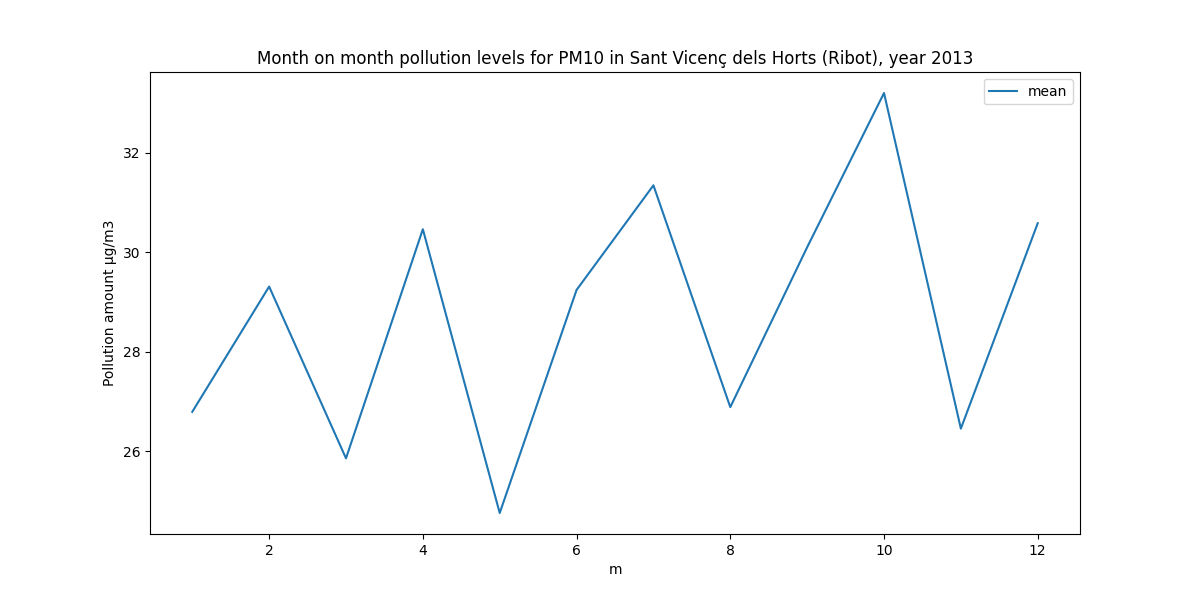 Month on month pollution levels for PM10 in Sant Vicenç dels Horts (Ribot), year 2013
mean
Pollution amount µg/m3
32
30
28
26
2 4 6 8 10 12
m